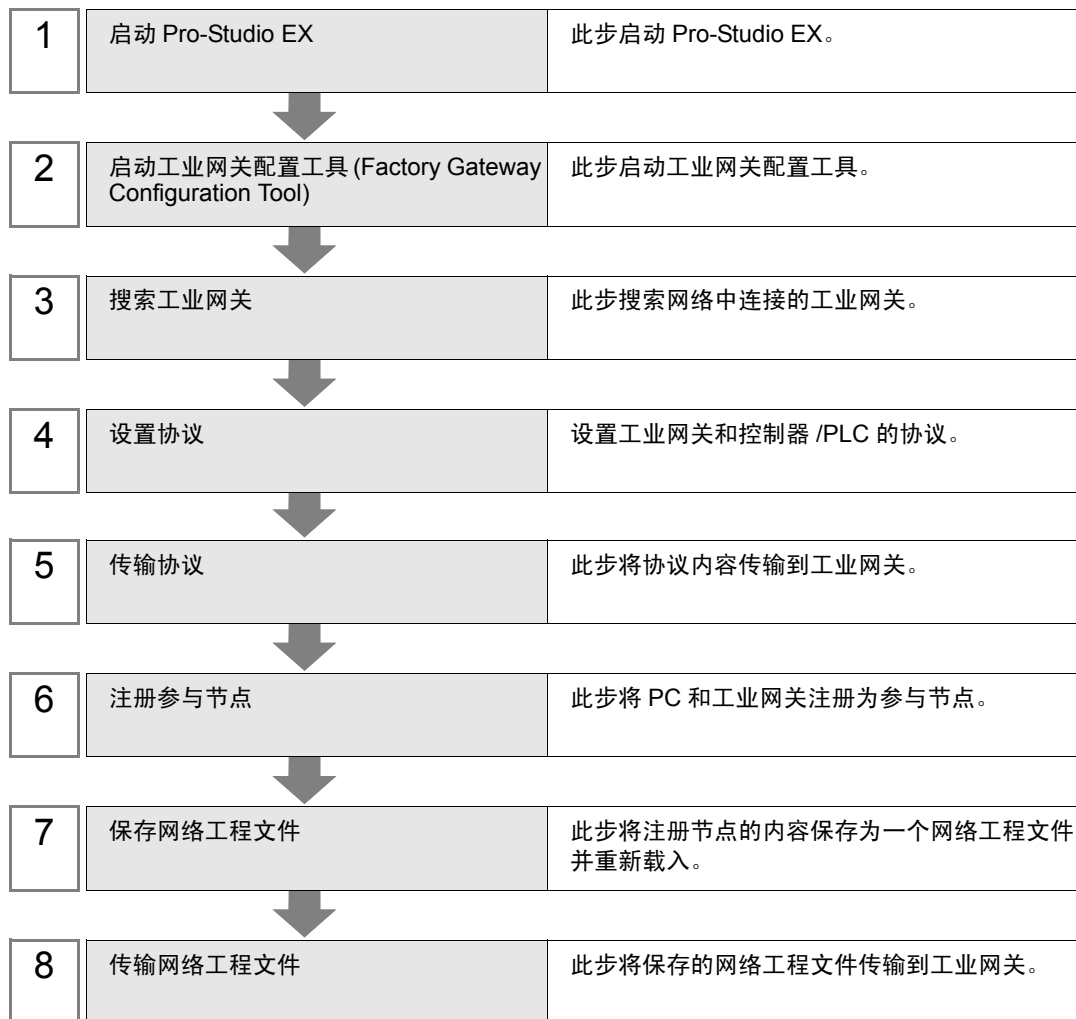 1
启动 Pro-Studio EX
此步启动 Pro-Studio EX。
2
启动工业网关配置工具 (Factory Gateway
Configuration Tool)
此步启动工业网关配置工具。
3
搜索工业网关
此步搜索网络中连接的工业网关。
4
设置协议
设置工业网关和控制器 /PLC 的协议。
5
传输协议
此步将协议内容传输到工业网关。
6
注册参与节点
此步将 PC 和工业网关注册为参与节点。
7
保存网络工程文件
此步将注册节点的内容保存为一个网络工程文件
并重新载入。
8
传输网络工程文件
此步将保存的网络工程文件传输到工业网关。